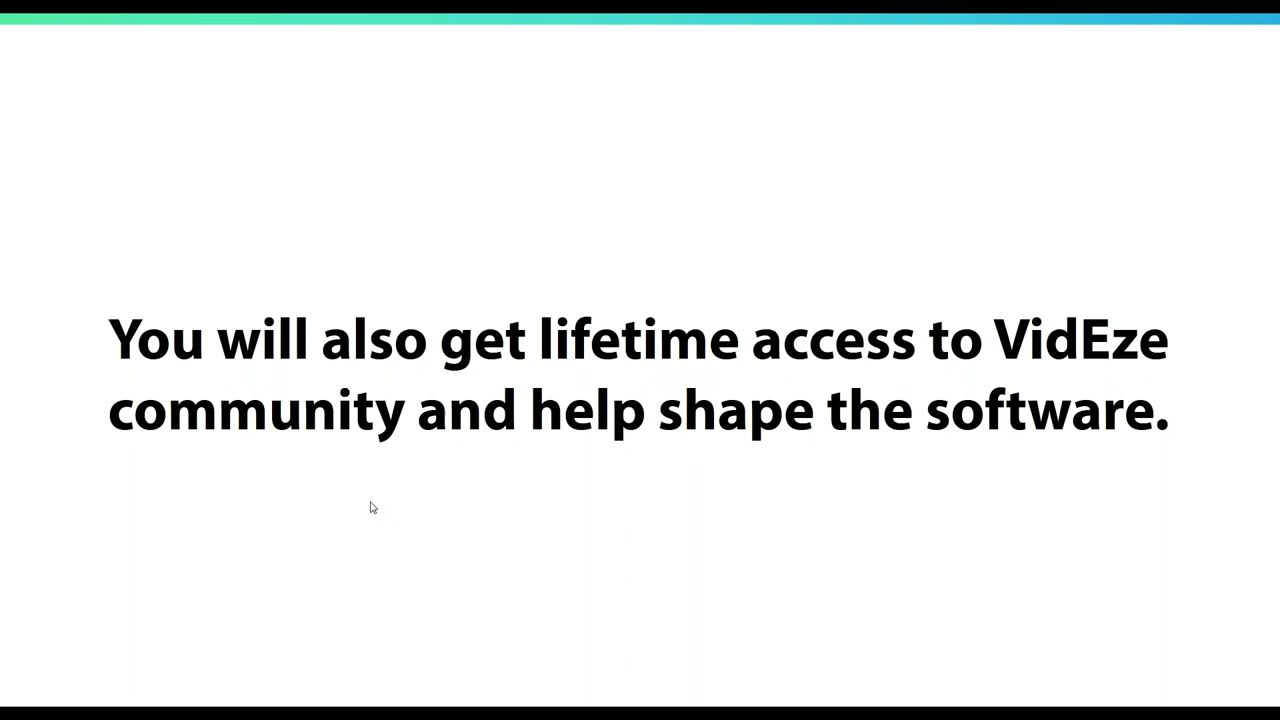 You will also get lifetime access to VidEze
community and help shape the software.